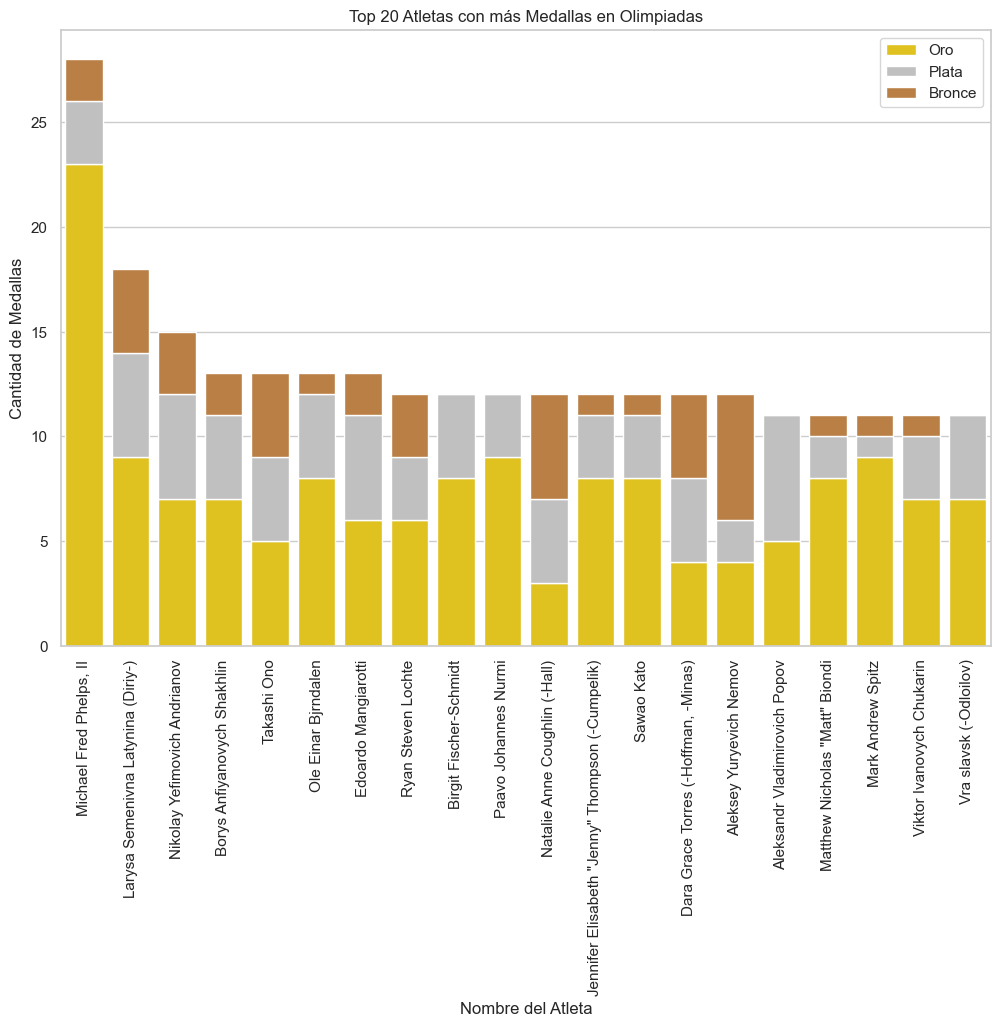 Top 20 Atletas con más Medallas en Olimpiadas
Oro
Plata
Bronce
Cantidad de Medallas
25
20
15
10
5
0
Michael Fred Phelps, II
Larysa Semenivna Latynina (Diriy-)
Nikolay Yefimovich Andrianov
Borys Anfiyanovych Shakhlin
Takashi Ono
Ole Einar Bjrndalen
Edoardo Mangiarotti
Ryan Steven Lochte
Birgit Fischer-Schmidt
Paavo Johannes Nurmi
Natalie Anne Coughlin (-Hall)
Jennifer Elisabeth "Jenny" Thompson (-Cumpelik)
Sawao Kato
Dara Grace Torres (-Hoffman, -Minas)
Aleksey Yuryevich Nemov
Aleksandr Vladimirovich Popov
Matthew Nicholas "Matt" Biondi
Mark Andrew Spitz
Viktor Ivanovych Chukarin
Vra slavsk (-Odloilov)
Nombre del Atleta